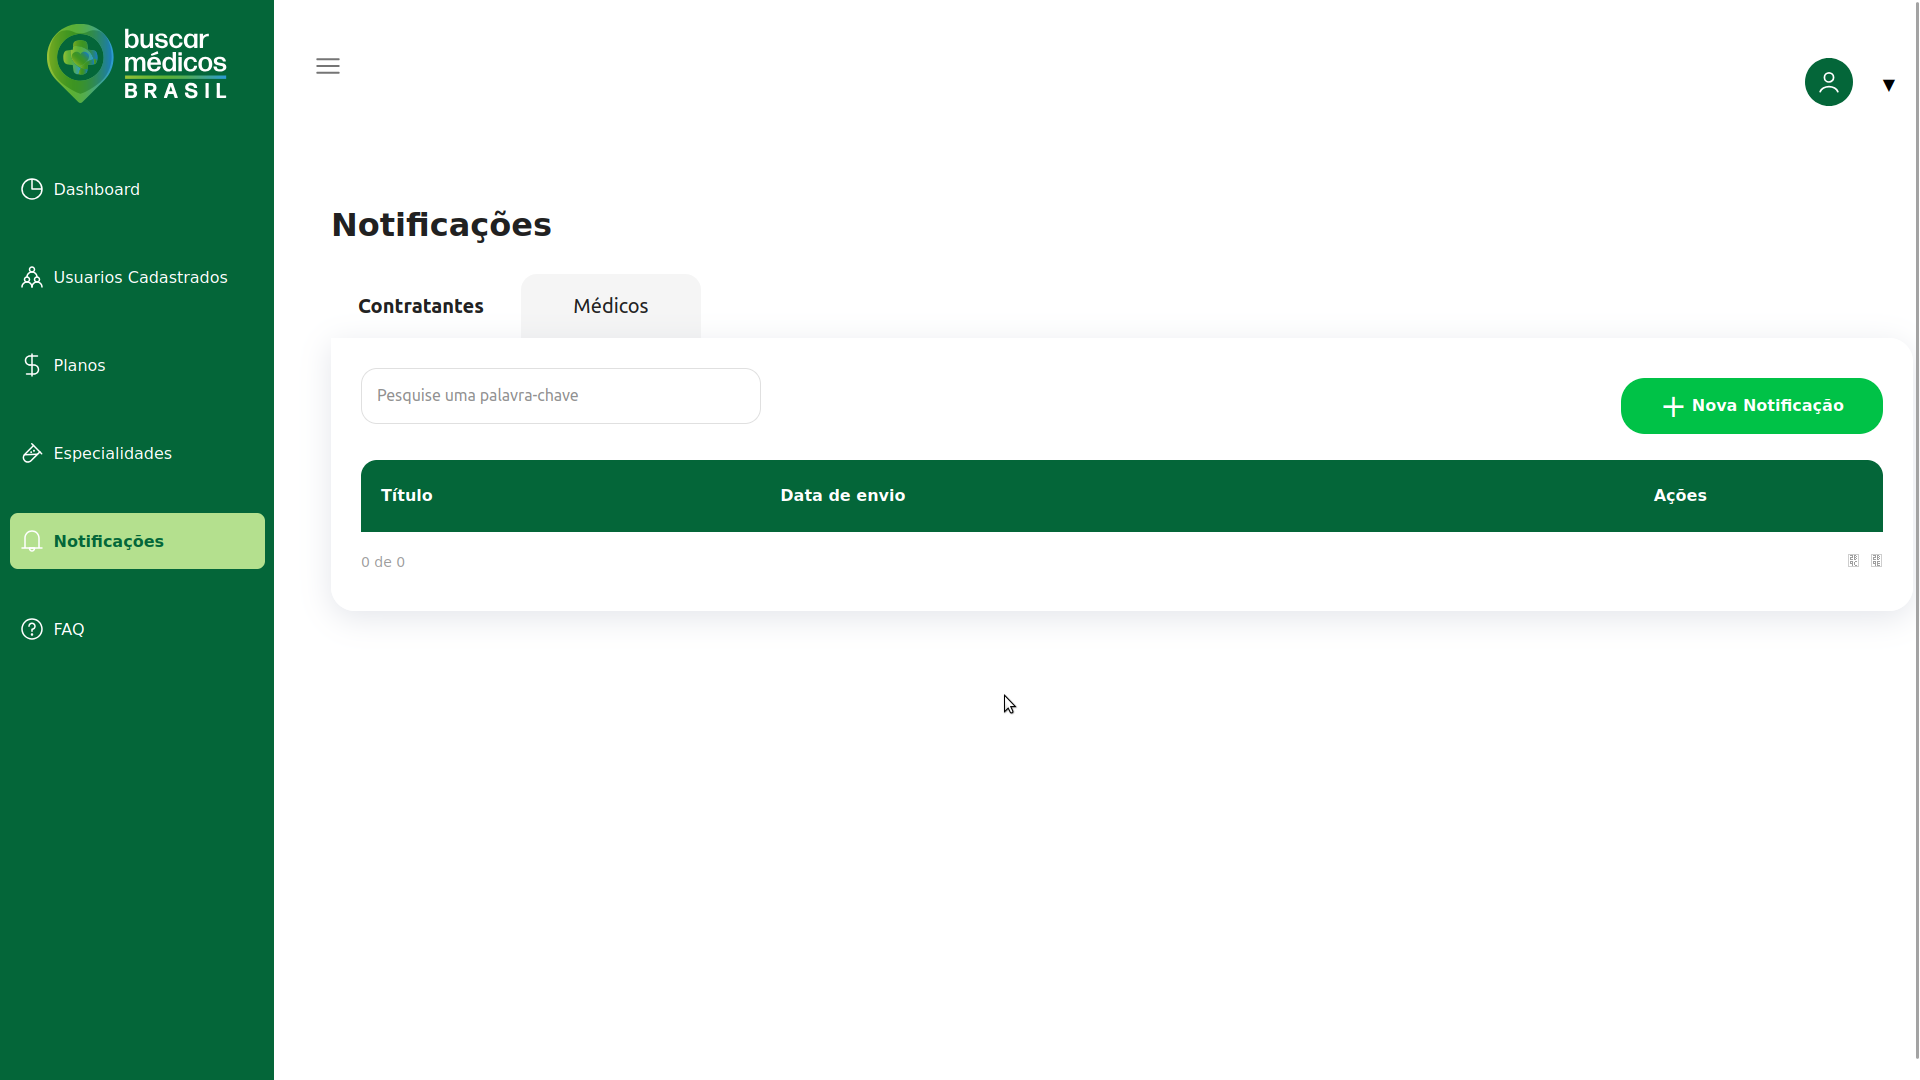 buscar
médicos
BRASIL
Dashboard
Usuarios Cadastrados
Planos
Especialidades
Notificações
FAQ
Notificações
Contratantes
Médicos
Pesquise uma palavra-chave
Nova Notificação
Título
Data de envio
Ações
0 de 0